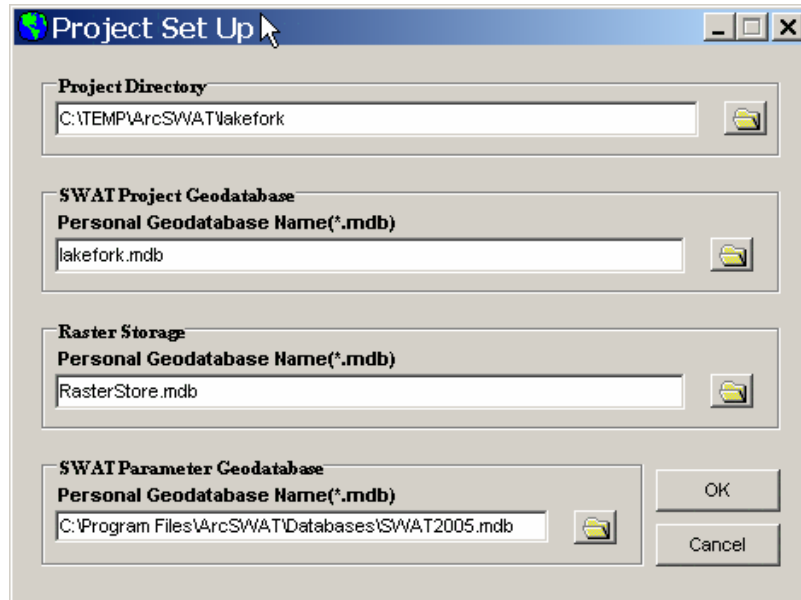 Project Set Up
Project Directory
C:\TEMP\ArcSWAT\lakefork
SWAT Project Geodatabase
Personal Geodatabase Name(*.mdb)
lakefork.mdb
Raster Storage
Personal Geodatabase Name(*.mdb)
RasterStore.mdb
SWAT Parameter Geodatabase
Personal Geodatabase Name(*.mdb)
C:\Program Files\ArcSWAT\Databases\SWAT2005.mdb
OK
Cancel